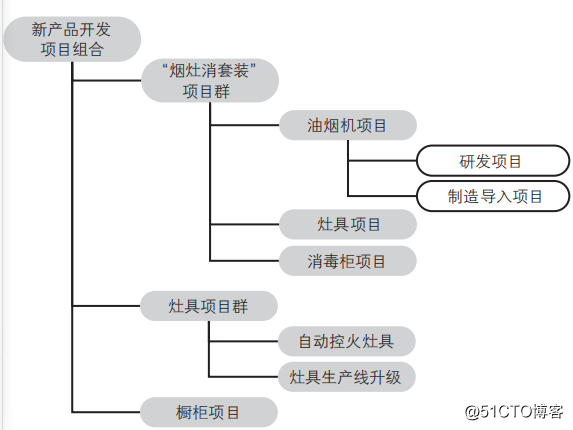 新产品开发
项目组合
“烟灶消套装”
项目群
油烟机项目
研发项目
制造导入项目
灶具项目
消毒柜项目
灶具项目群
自动控火灶具
灶具生产线升级
橱柜项目
@51CTO博客